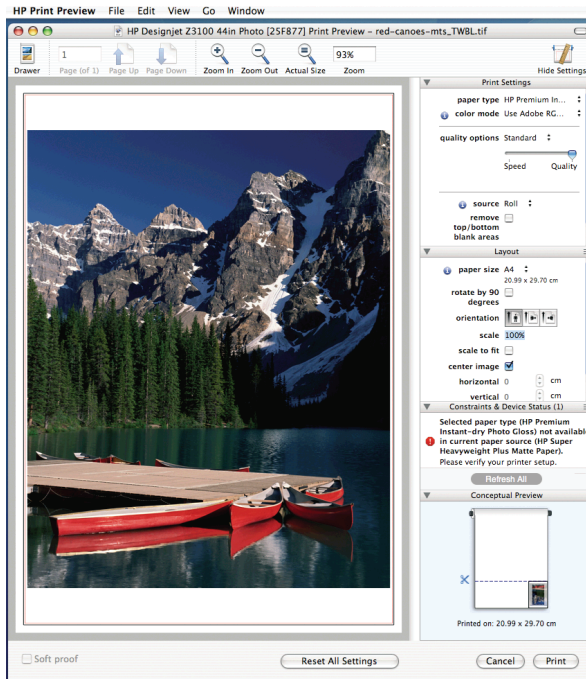 HP Print Preview File Edit View Go Window
HP Designjet Z3100 44in Photo [25F877] Print Preview – red-canoes-mts_TWBL.tif
1
93%
Drawer Page (of 1) Page Up Page Down Zoom In Zoom Out Actual Size Zoom Hide Settings
Print Settings
paper type HP Premium In...
color mode Use Adobe RG...
quality options Standard
Speed Quality
source Roll
remove
top/bottom
blank areas
Layout
paper size A4
20.99 x 29.70 cm
rotate by 90
degrees
orientation
scale 100%
scale to fit
center image
horizontal 0 cm
vertical 0 cm
Constraints & Device Status (1)
Selected paper type (HP Premium
Instant-dry Photo Gloss) not available
in current paper source (HP Super
Heavyweight Plus Matte Paper).
Please verify your printer setup.
Refresh All
Conceptual Preview
Printed on: 20.99 x 29.70 cm
Soft proof Reset All Settings Cancel Print